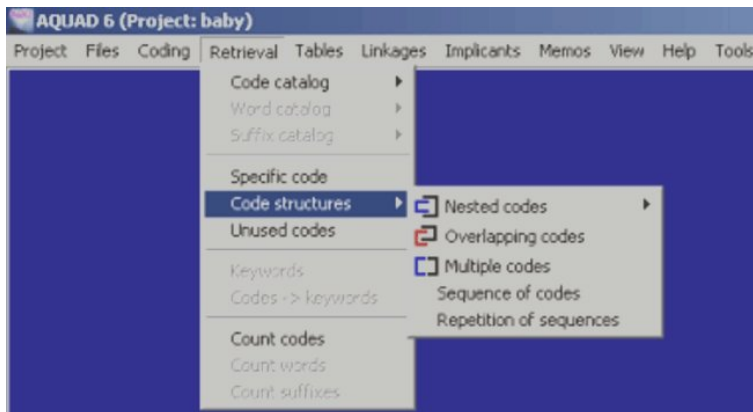 AQUAD 6 (Project: baby)
Project Files Coding Retrieval Tables Linkages Implicants Memos View Help Tools
Code catalog
Word catalog
Suffix catalog
Specific code
Code structures
Unused codes
Keywords
Codes -> keywords
Count codes
Count words
Count suffixes
Nested codes
Overlapping codes
Multiple codes
Sequence of codes
Repetition of sequences